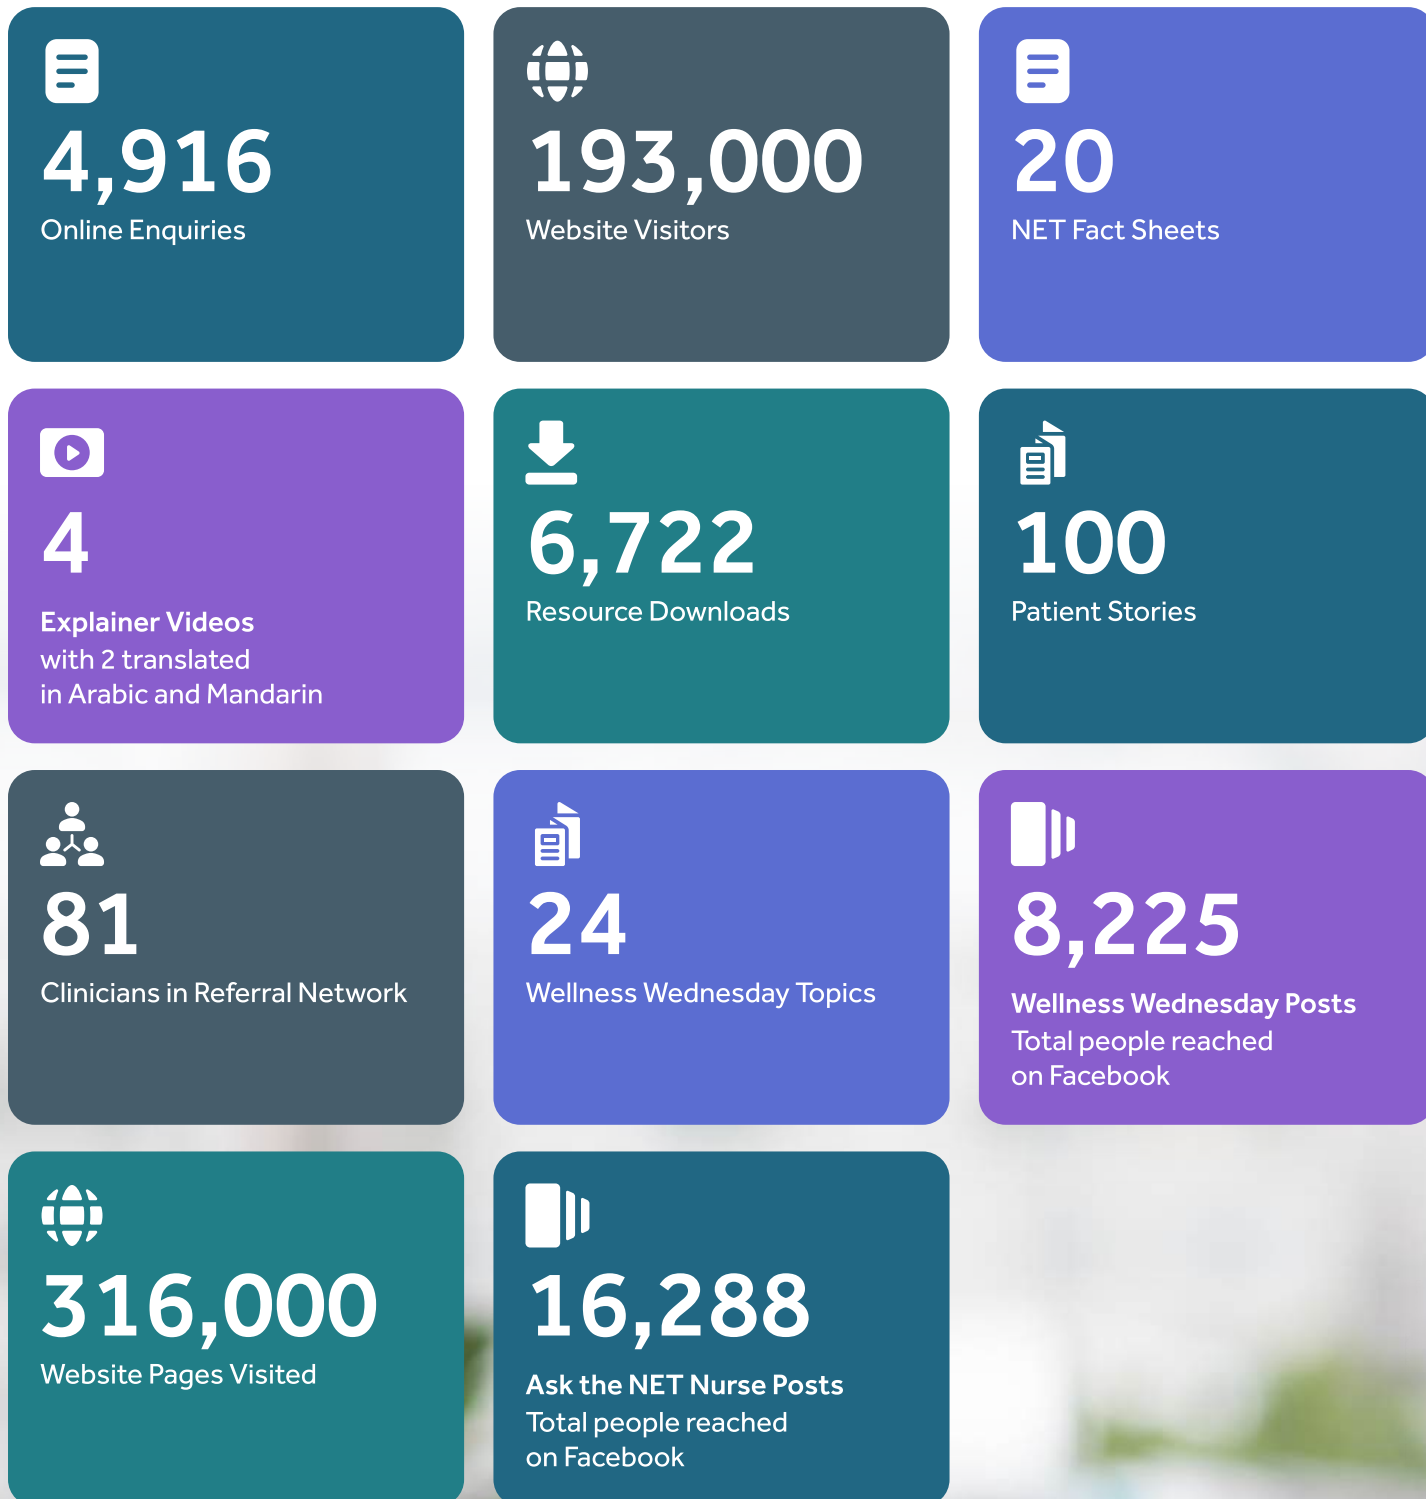 4,916
Online Enquiries
193,000
Website Visitors
20
NET Fact Sheets
4
Explainer Videos
with 2 translated
in Arabic and Mandarin
6,722
Resource Downloads
100
Patient Stories
81
Clinicians in Referral Network
24
Wellness Wednesday Topics
8,225
Wellness Wednesday Posts
Total people reached
on Facebook
316,000
Website Pages Visited
16,288
Ask the NET Nurse Posts
Total people reached
on Facebook